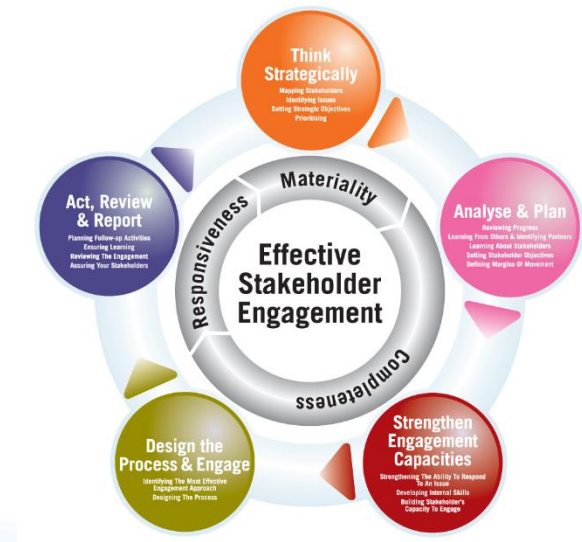 Think
Strategically
Mapping Stakeholders
Identifying Issues
Setting Strategic Objectives
Prioritising
Analyse & Plan
Reviewing Progress
Learning From Others & Identifying Partners
Learning About Stakeholders
Setting Stakeholder Objectives
Defining Margins Of Movement
Strengthen
Engagement
Capacities
Strengthening The Ability To Respond
To An Issue
Developing Internal Skills
Building Stakeholder's
Capacity To Engage
Design the
Process & Engage
Identifying The Most Effective
Engagement Approach
Designing The Process
Act, Review
& Report
Planning Follow-up Activities
Ensuring Learning
Reviewing The Engagement
Assuring Your Stakeholders
Materiality
Completeness
Responsiveness
Effective
Stakeholder
Engagement